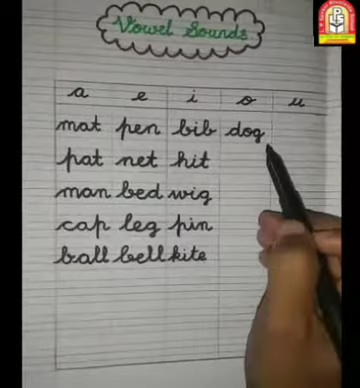 Vowel Sounds
a e i o u
mat pen bib dog
pat net hit
man bed wig
cap leg pin
ball bell kite